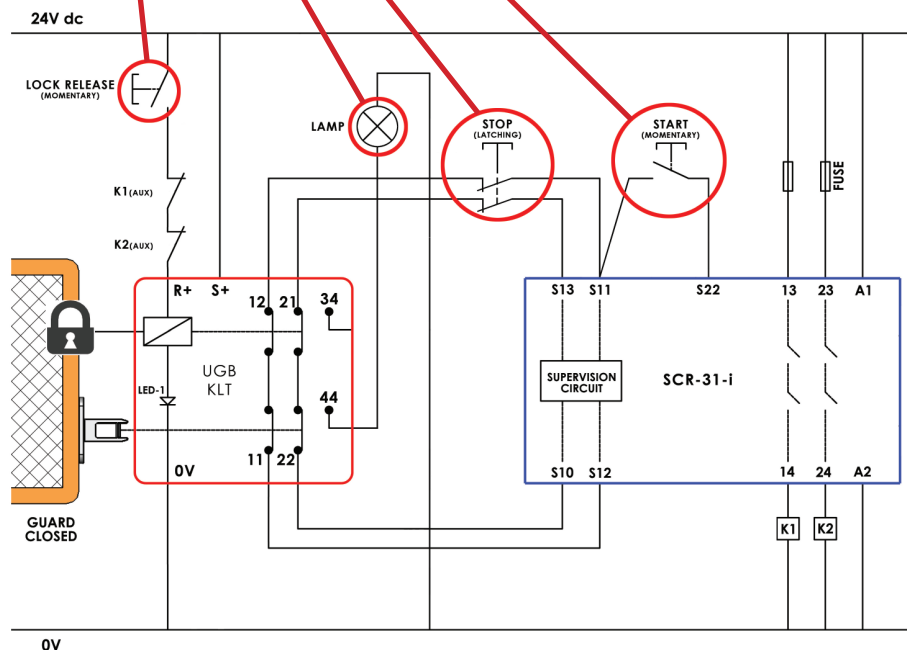 24V dc
LOCK RELEASE
(MOMENTARY)
LAMP
STOP
(LATCHING)
START
(MOMENTARY)
FUSE
K1(AUX)
K2(AUX)
R+ S+ 12 21 34
S13 S11 S22 13 23 A1
UGB
KLT
LED-1
44
SUPERVISION
CIRCUIT
SCR-31-i
0V 11 22
S10 S12 14 24 A2
GUARD
CLOSED
K1 K2
0V